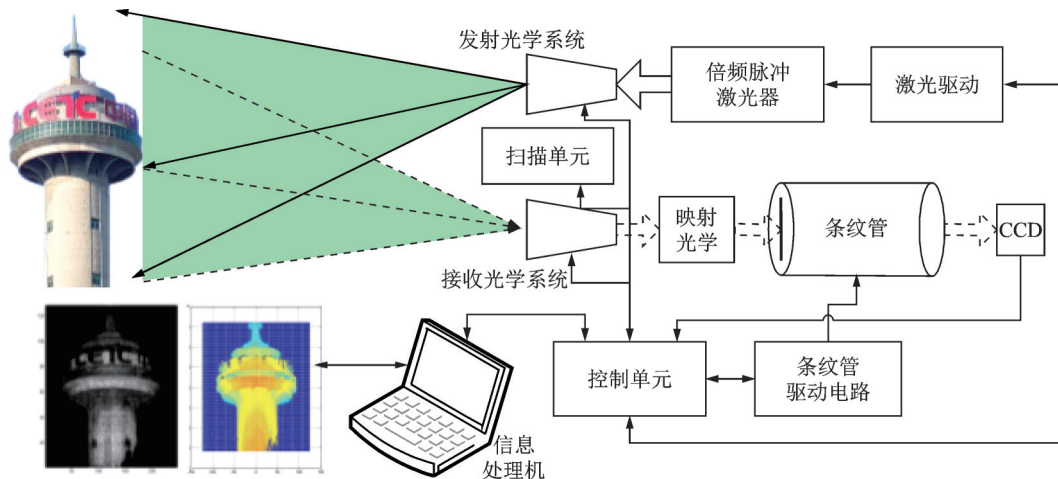 发射光学系统
倍频脉冲
激光器
激光驱动
CETC
扫描单元
映射
光学
条纹管
CCD
接收光学系统
控制单元
条纹管
驱动电路
信息
处理机